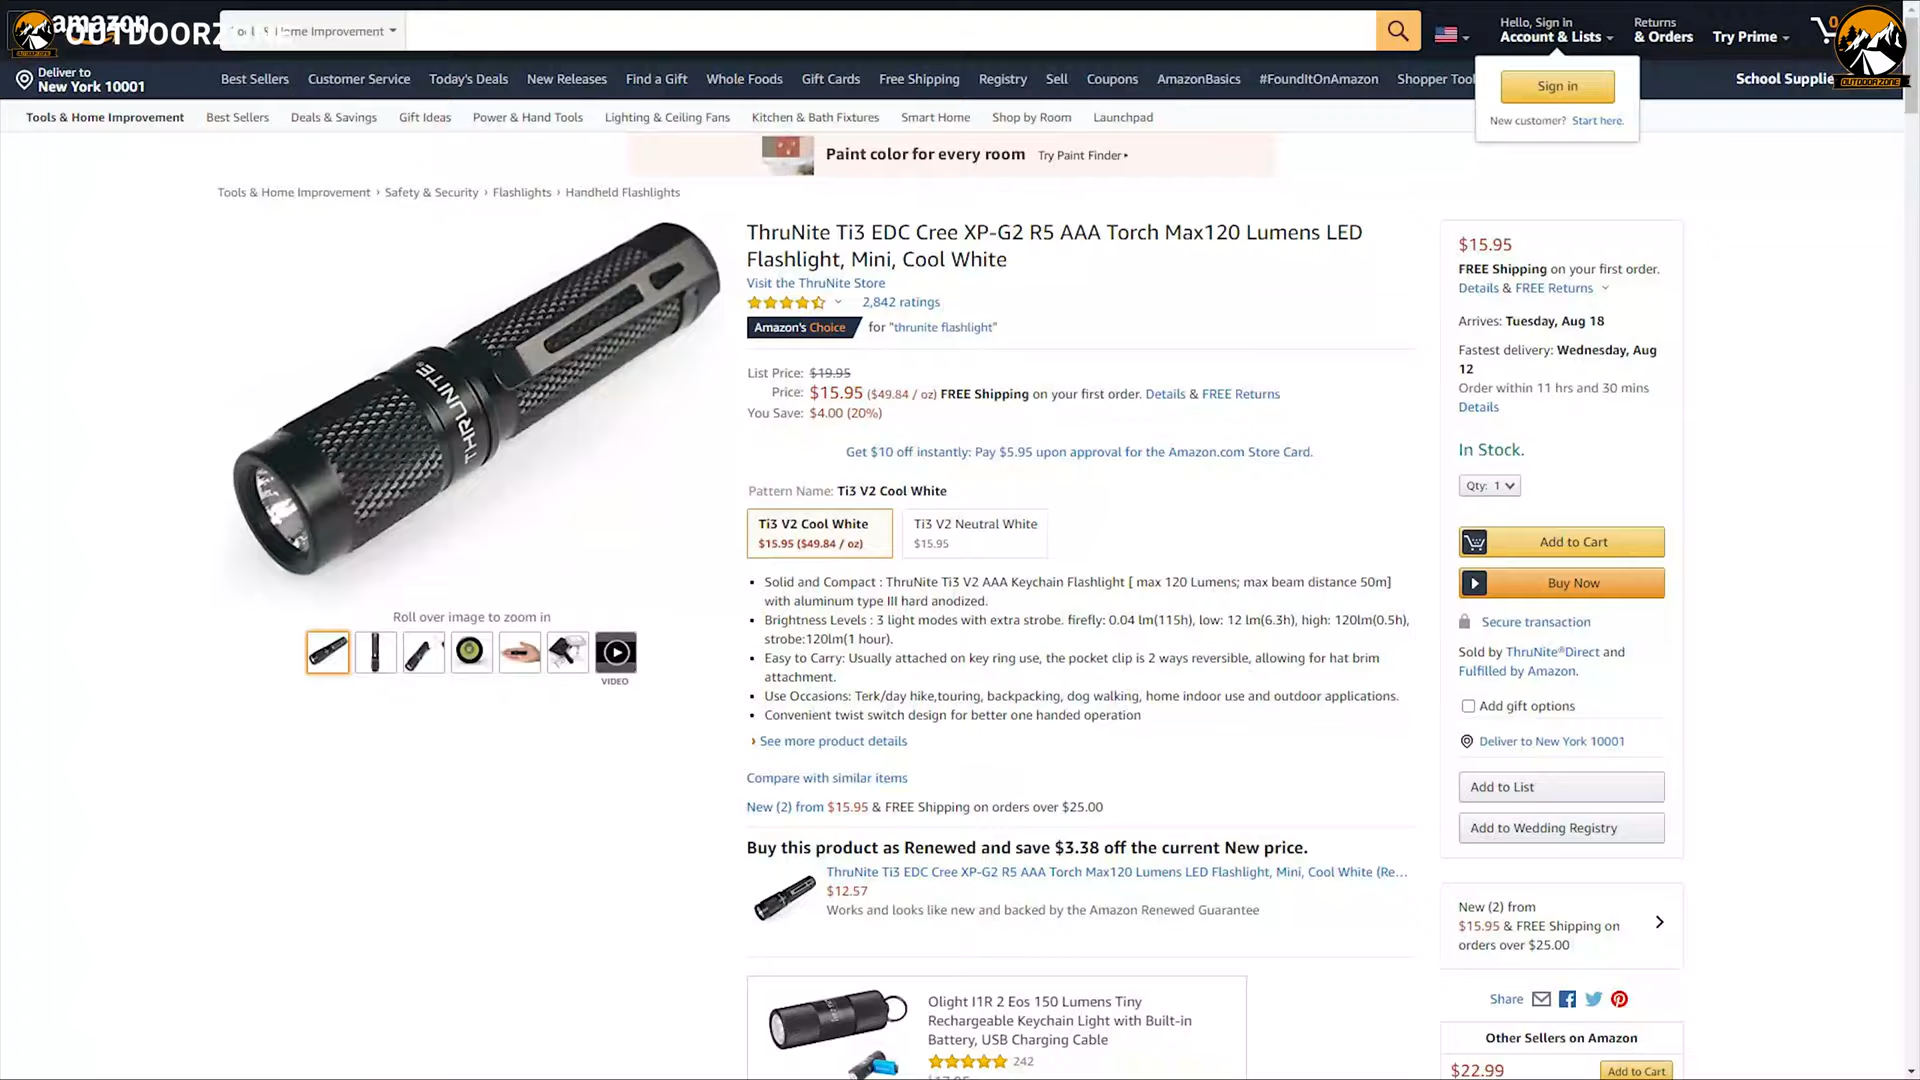 amazon
OUTDOORZONE
Tools & Home Improvement
Hello, Sign in
Account & Lists
Returns
& Orders
Try Prime
0
OUTDOORZONE
Deliver to
New York 10001
Best Sellers
Customer Service
Today's Deals
New Releases
Find a Gift
Whole Foods
Gift Cards
Free Shipping
Registry
Sell
Coupons
AmazonBasics
#FoundItOnAmazon
Shopper Tool
School Supplie
Sign in
New customer? Start here.
Tools & Home Improvement
Best Sellers
Deals & Savings
Gift Ideas
Power & Hand Tools
Lighting & Ceiling Fans
Kitchen & Bath Fixtures
Smart Home
Shop by Room
Launchpad
Paint color for every room Try Paint Finder ▸
Tools & Home Improvement › Safety & Security › Flashlights › Handheld Flashlights
THRUNITE®
Roll over image to zoom in
VIDEO
ThruNite Ti3 EDC Cree XP-G2 R5 AAA Torch Max120 Lumens LED
Flashlight, Mini, Cool White
Visit the ThruNite Store
2,842 ratings
Amazon's Choice for "thrunite flashlight"
List Price: $19.95
Price: $15.95 ($49.84 / oz) FREE Shipping on your first order. Details & FREE Returns
You Save: $4.00 (20%)
Get $10 off instantly: Pay $5.95 upon approval for the Amazon.com Store Card.
Pattern Name: Ti3 V2 Cool White
Ti3 V2 Cool White
$15.95 ($49.84 / oz)
Ti3 V2 Neutral White
$15.95
• Solid and Compact : ThruNite Ti3 V2 AAA Keychain Flashlight [ max 120 Lumens; max beam distance 50m]
with aluminum type III hard anodized.
• Brightness Levels : 3 light modes with extra strobe. firefly: 0.04 lm(115h), low: 12 lm(6.3h), high: 120lm(0.5h),
strobe:120lm(1 hour).
• Easy to Carry: Usually attached on key ring use, the pocket clip is 2 ways reversible, allowing for hat brim
attachment.
• Use Occasions: Terk/day hike,touring, backpacking, dog walking, home indoor use and outdoor applications.
• Convenient twist switch design for better one handed operation
› See more product details
Compare with similar items
New (2) from $15.95 & FREE Shipping on orders over $25.00
Buy this product as Renewed and save $3.38 off the current New price.
ThruNite Ti3 EDC Cree XP-G2 R5 AAA Torch Max120 Lumens LED Flashlight, Mini, Cool White (Re...
$12.57
Works and looks like new and backed by the Amazon Renewed Guarantee
Olight I1R 2 Eos 150 Lumens Tiny
Rechargeable Keychain Light with Built-in
Battery, USB Charging Cable
242
$15.95
FREE Shipping on your first order.
Details & FREE Returns
Arrives: Tuesday, Aug 18
Fastest delivery: Wednesday, Aug
12
Order within 11 hrs and 30 mins
Details
In Stock.
Qty: 1
Add to Cart
Buy Now
Secure transaction
Sold by ThruNite®Direct and
Fulfilled by Amazon.
Add gift options
Deliver to New York 10001
Add to List
Add to Wedding Registry
New (2) from
$15.95 & FREE Shipping on
orders over $25.00
Share
Other Sellers on Amazon
$22.99
Add to Cart